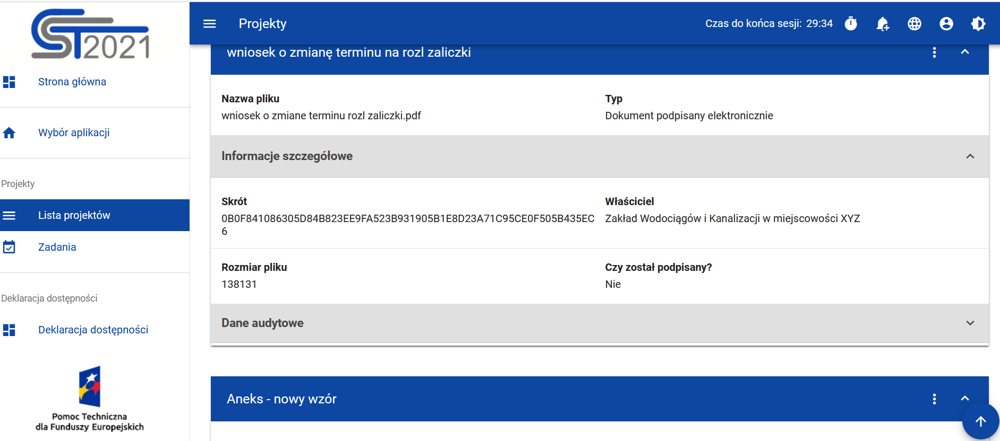 CST2021
Projekty
Czas do końca sesji: 29:34
Strona główna
Wybór aplikacji
Projekty
Lista projektów
Zadania
Deklaracja dostępności
Deklaracja dostępności
Pomoc Techniczna
dla Funduszy Europejskich
wniosek o zmianę terminu na rozl zaliczki
Nazwa pliku
wniosek o zmiane terminu rozl zaliczki.pdf
Typ
Dokument podpisany elektronicznie
Informacje szczegółowe
Skrót
0B0F841086305D84B823EE9FA523B931905B1E8D23A71C95CE0F505B435EC
6
Właściciel
Zakład Wodociągów i Kanalizacji w miejscowości XYZ
Rozmiar pliku
138131
Czy został podpisany?
Nie
Dane audytowe
Aneks - nowy wzór